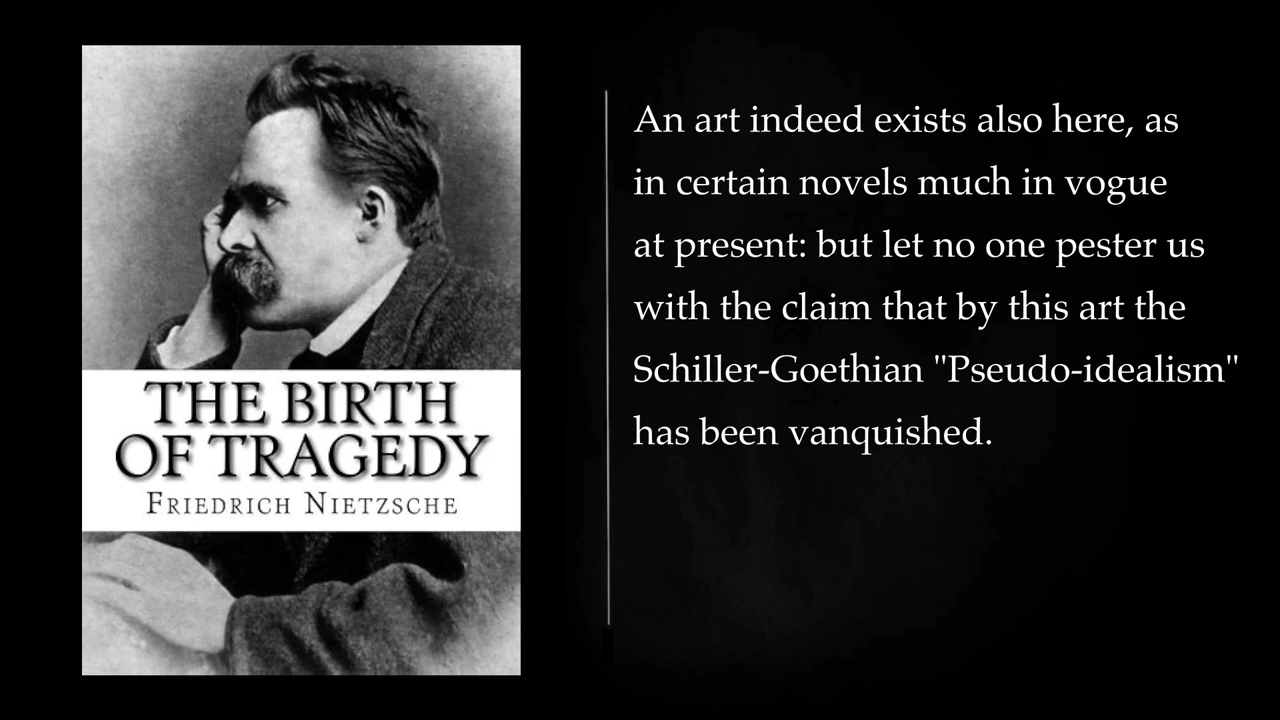 THE BIRTH
OF TRAGEDY
FRIEDRICH NIETZSCHE
An art indeed exists also here, as
in certain novels much in vogue
at present: but let no one pester us
with the claim that by this art the
Schiller-Goethian "Pseudo-idealism"
has been vanquished.